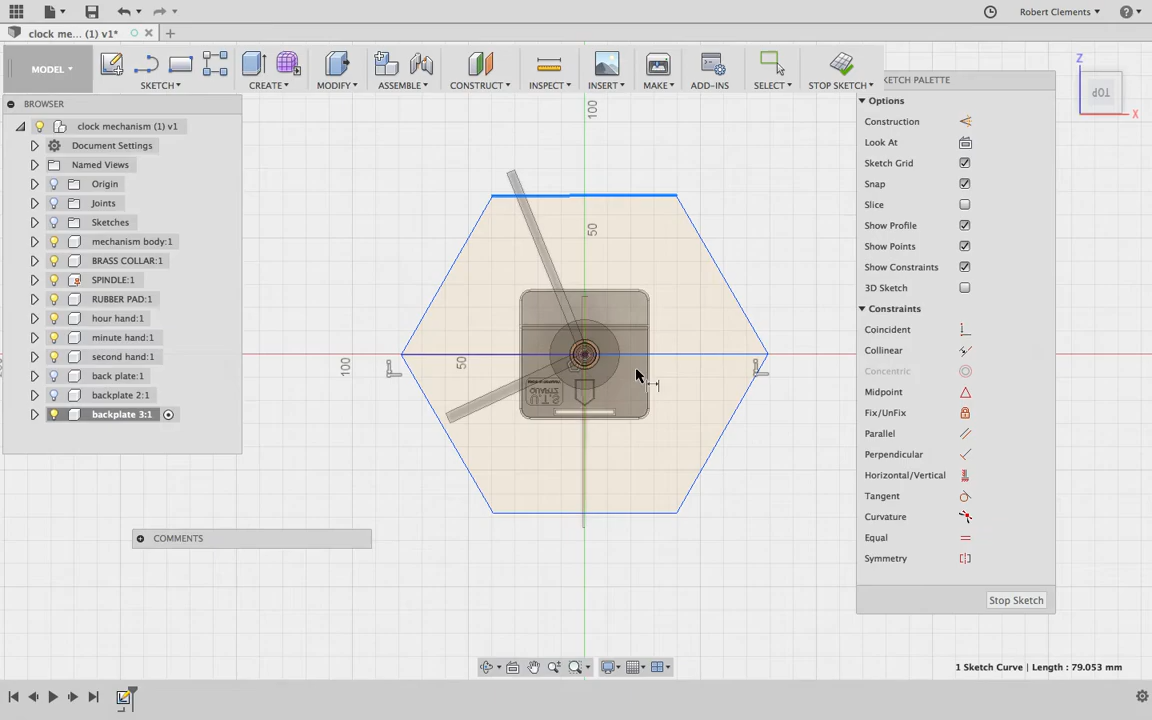 Robert Clements
clock me... (1) v1*
MODEL
SKETCH
CREATE
MODIFY
ASSEMBLE
CONSTRUCT
INSPECT
INSERT
MAKE
ADD-INS
SELECT
STOP SKETCH
BROWSER
clock mechanism (1) v1
Document Settings
Named Views
Origin
Joints
Sketches
mechanism body:1
BRASS COLLAR:1
SPINDLE:1
RUBBER PAD:1
hour hand:1
minute hand:1
second hand:1
back plate:1
backplate 2:1
backplate 3:1
COMMENTS
100
50
50
100
TOP
Z
X
KETCH PALETTE
Options
Construction
Look At
Sketch Grid
Snap
Slice
Show Profile
Show Points
Show Constraints
3D Sketch
Constraints
Coincident
Collinear
Concentric
Midpoint
Fix/UnFix
Parallel
Perpendicular
Horizontal/Vertical
Tangent
Curvature
Equal
Symmetry
Stop Sketch
1 Sketch Curve | Length : 79.053 mm